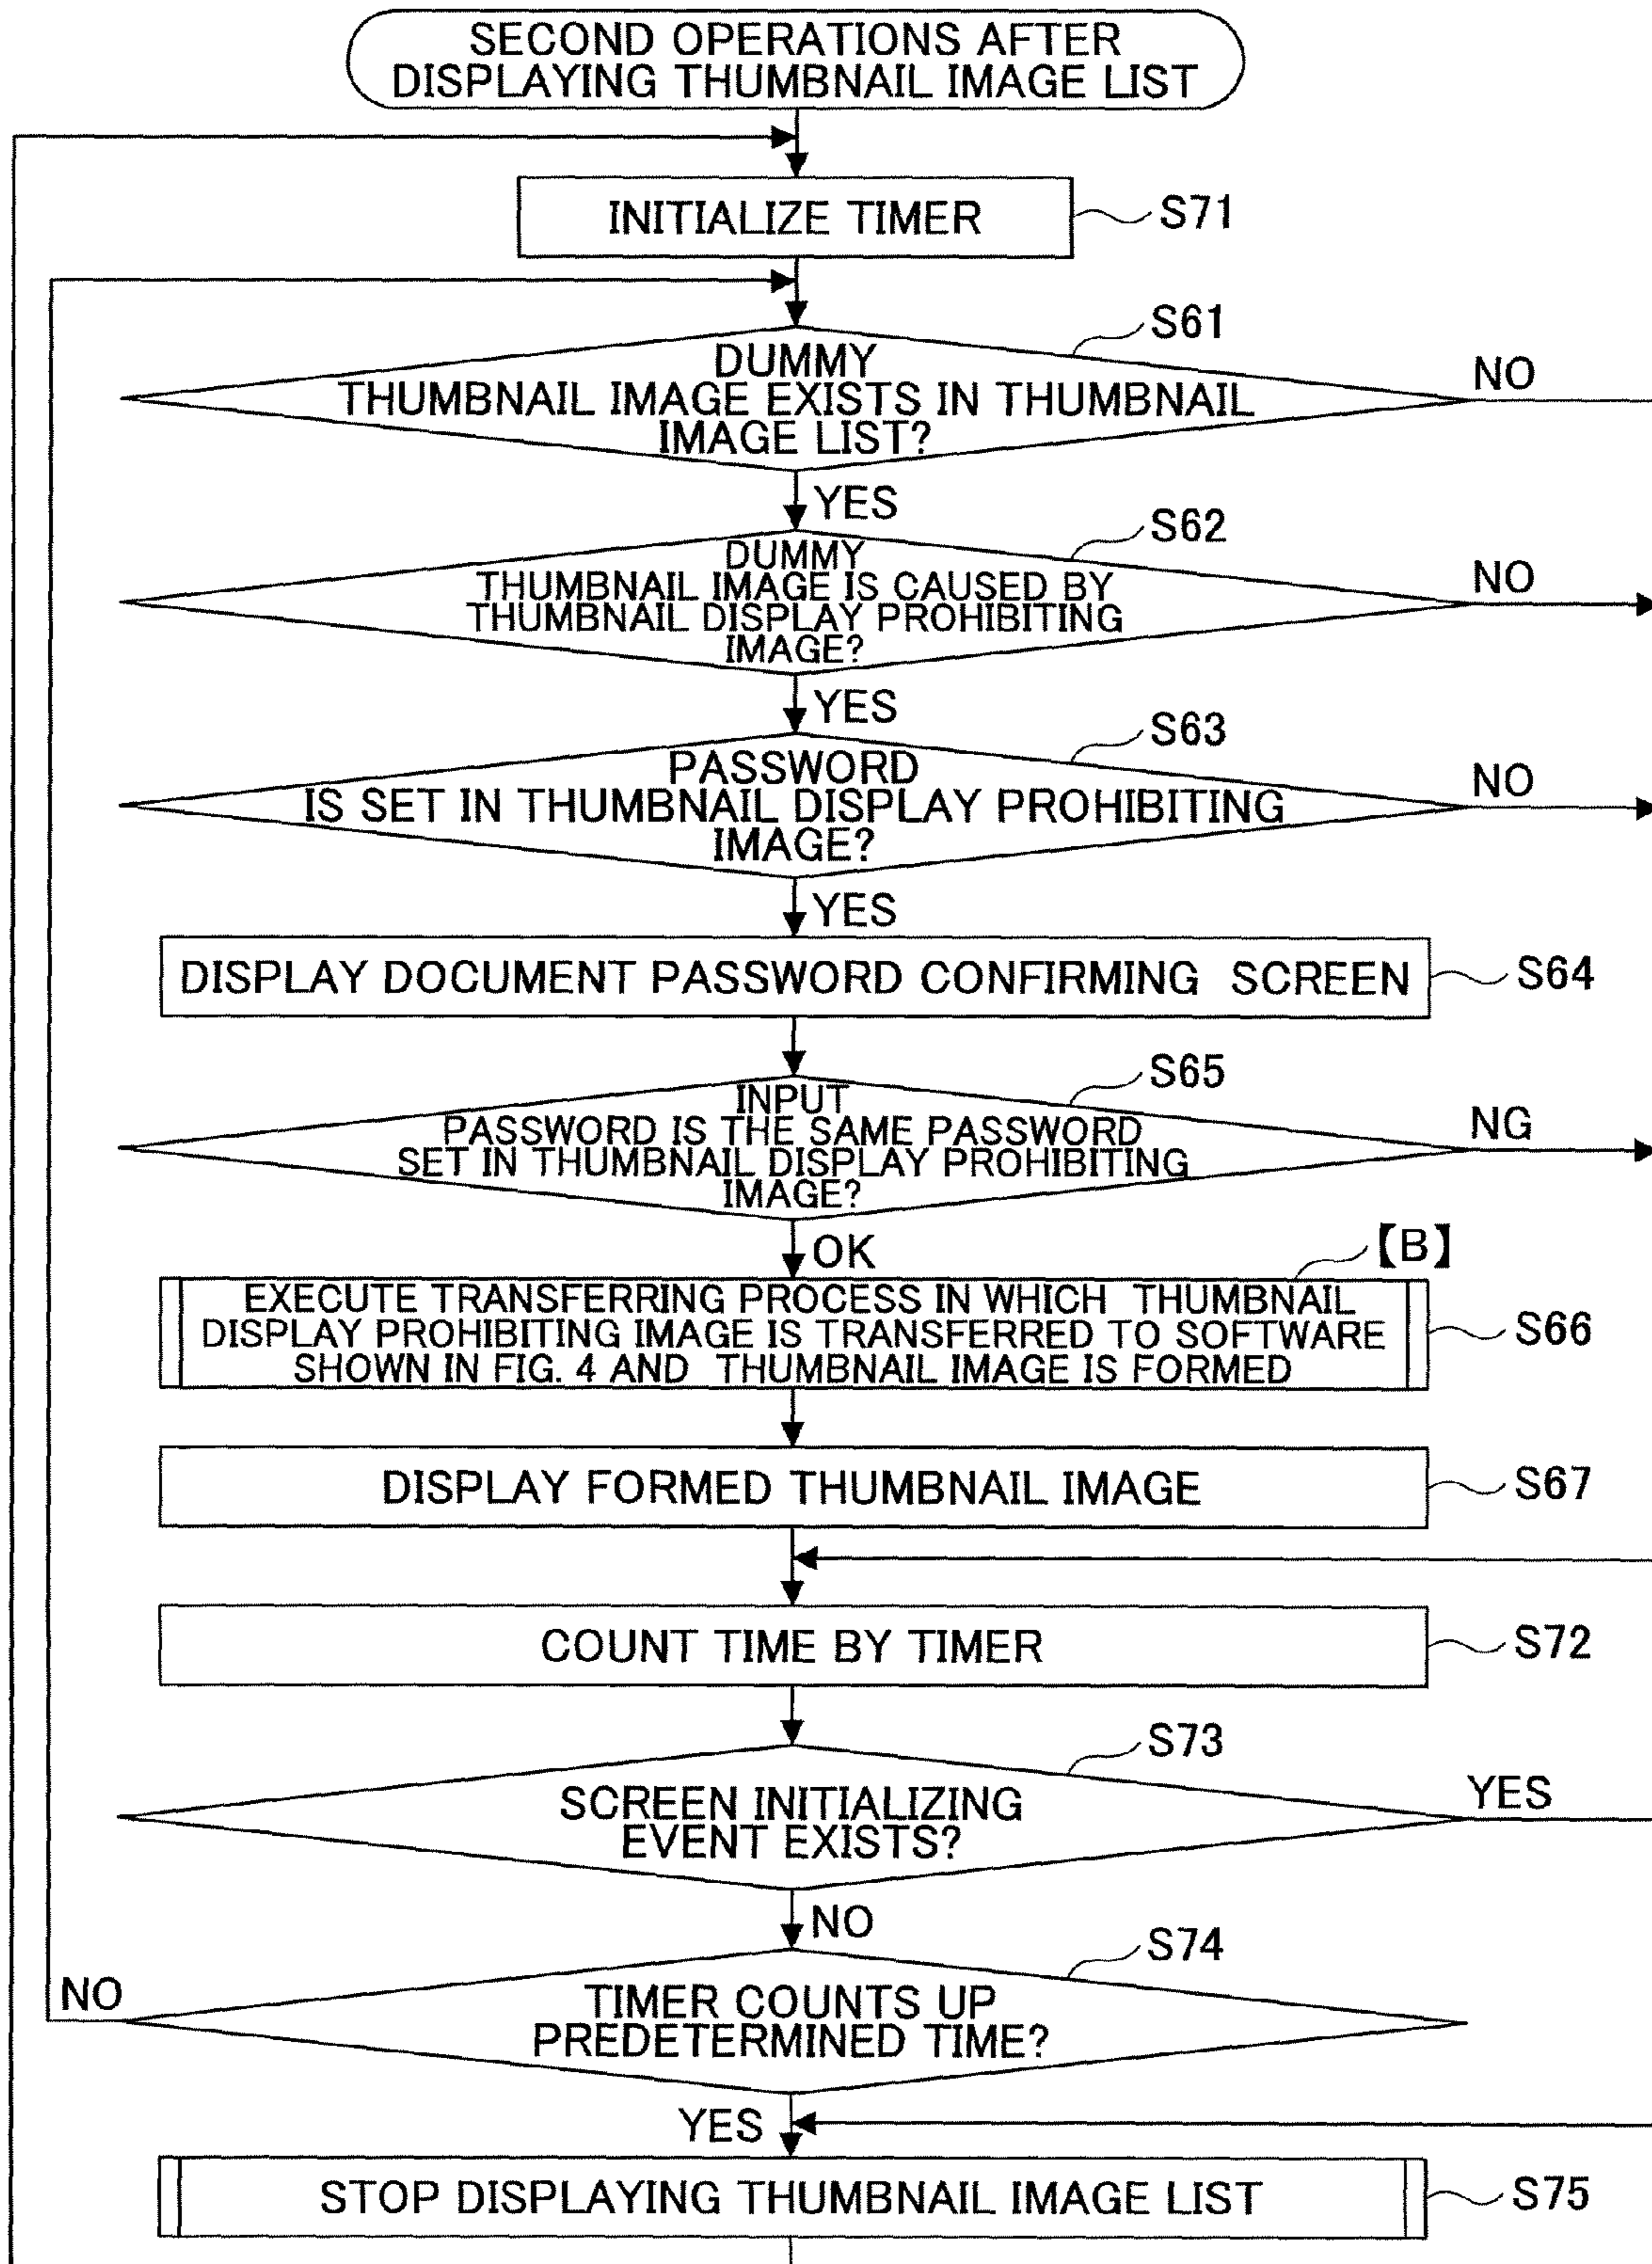 SECOND OPERATIONS AFTER
DISPLAYING THUMBNAIL IMAGE LIST
INITIALIZE TIMER
S71
S61
DUMMY
THUMBNAIL IMAGE EXISTS IN THUMBNAIL
IMAGE LIST?
NO
YES
S62
DUMMY
THUMBNAIL IMAGE IS CAUSED BY
THUMBNAIL DISPLAY PROHIBITING
IMAGE?
NO
YES
S63
PASSWORD
IS SET IN THUMBNAIL DISPLAY PROHIBITING
IMAGE?
NO
YES
DISPLAY DOCUMENT PASSWORD CONFIRMING SCREEN
S64
S65
INPUT
PASSWORD IS THE SAME PASSWORD
SET IN THUMBNAIL DISPLAY PROHIBITING
IMAGE?
NG
OK
【B】
EXECUTE TRANSFERRING PROCESS IN WHICH THUMBNAIL
DISPLAY PROHIBITING IMAGE IS TRANSFERRED TO SOFTWARE
SHOWN IN FIG. 4 AND THUMBNAIL IMAGE IS FORMED
S66
DISPLAY FORMED THUMBNAIL IMAGE
S67
COUNT TIME BY TIMER
S72
S73
SCREEN INITIALIZING
EVENT EXISTS?
YES
NO
S74
TIMER COUNTS UP
PREDETERMINED TIME?
NO
YES
STOP DISPLAYING THUMBNAIL IMAGE LIST
S75